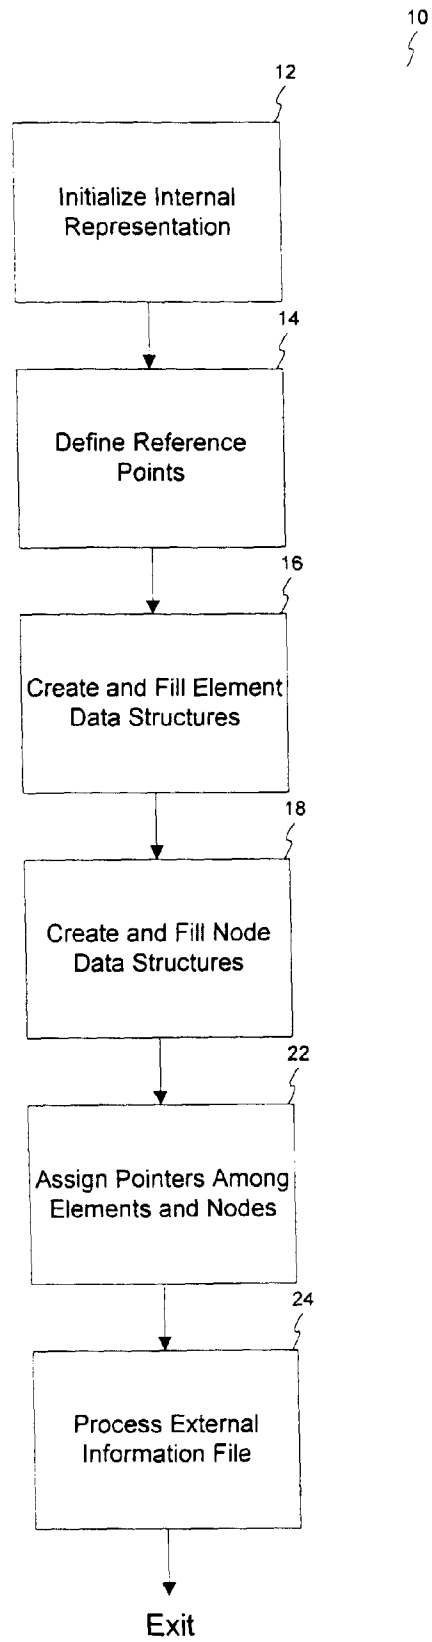 10
12
Initialize Internal
Representation
14
Define Reference
Points
16
Create and Fill Element
Data Structures
18
Create and Fill Node
Data Structures
22
Assign Pointers Among
Elements and Nodes
24
Process External
Information File
Exit